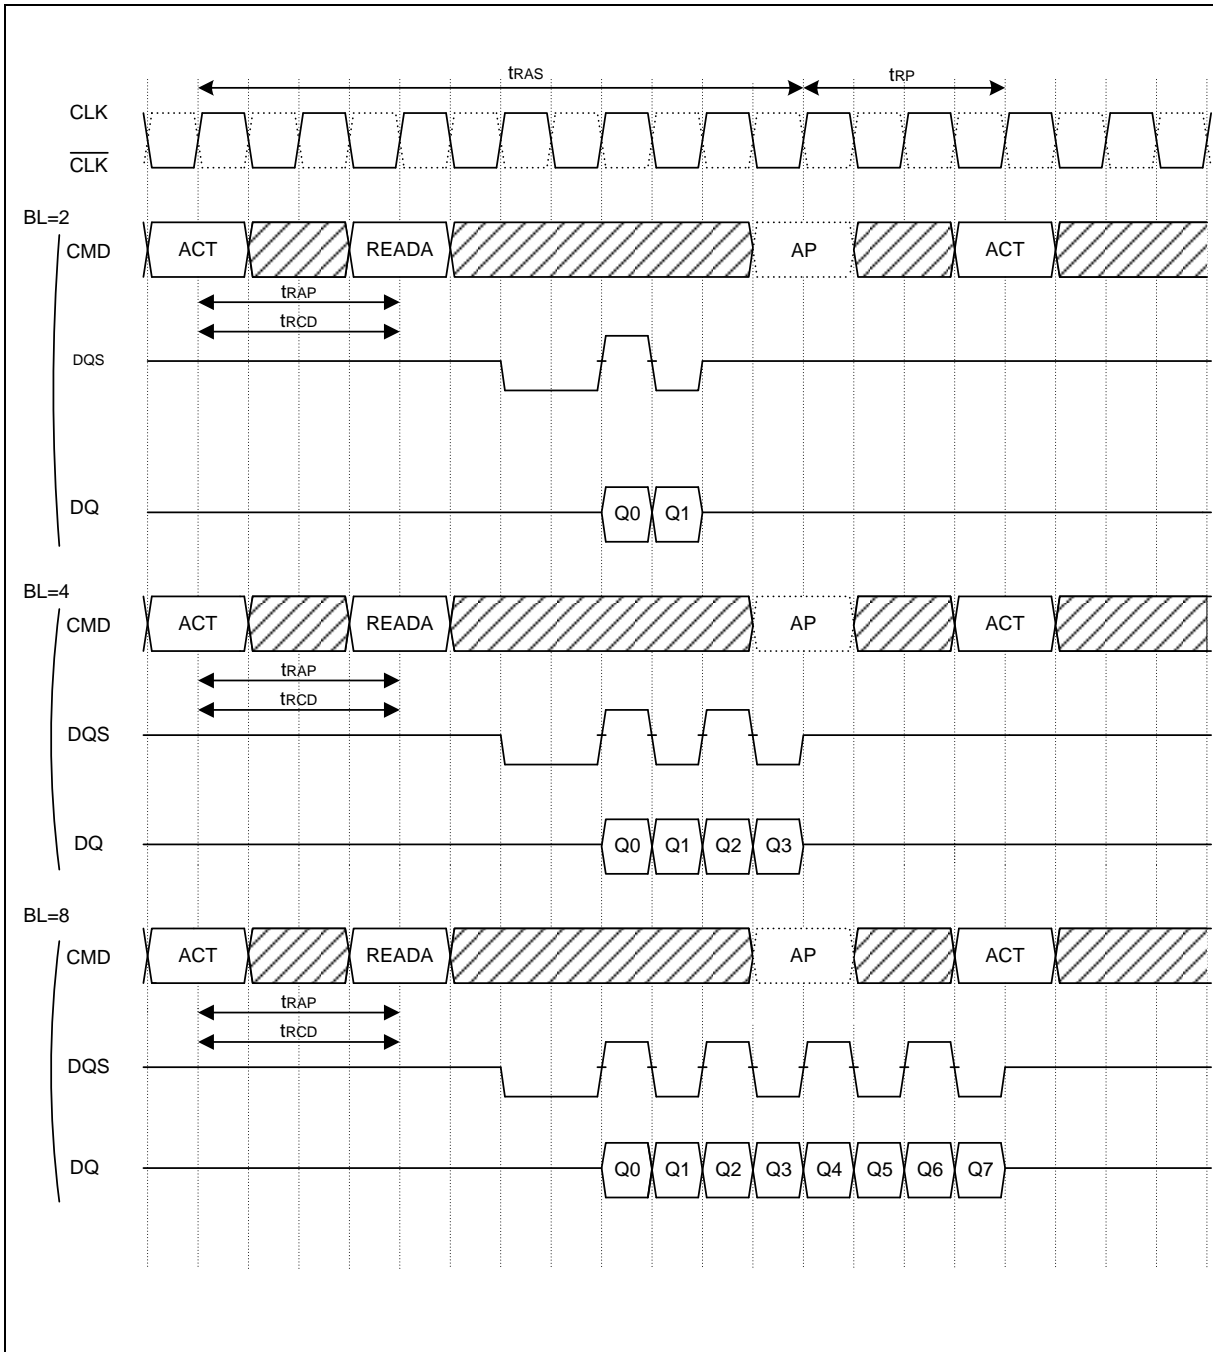 tRAS tRP
CLK
CLK
BL=2
CMD ACT READA AP ACT
tRAP
tRCD
DQS
DQ Q0 Q1
BL=4
CMD ACT READA AP ACT
tRAP
tRCD
DQS
DQ Q0 Q1 Q2 Q3
BL=8
CMD ACT READA AP ACT
tRAP
tRCD
DQS
DQ Q0 Q1 Q2 Q3 Q4 Q5 Q6 Q7